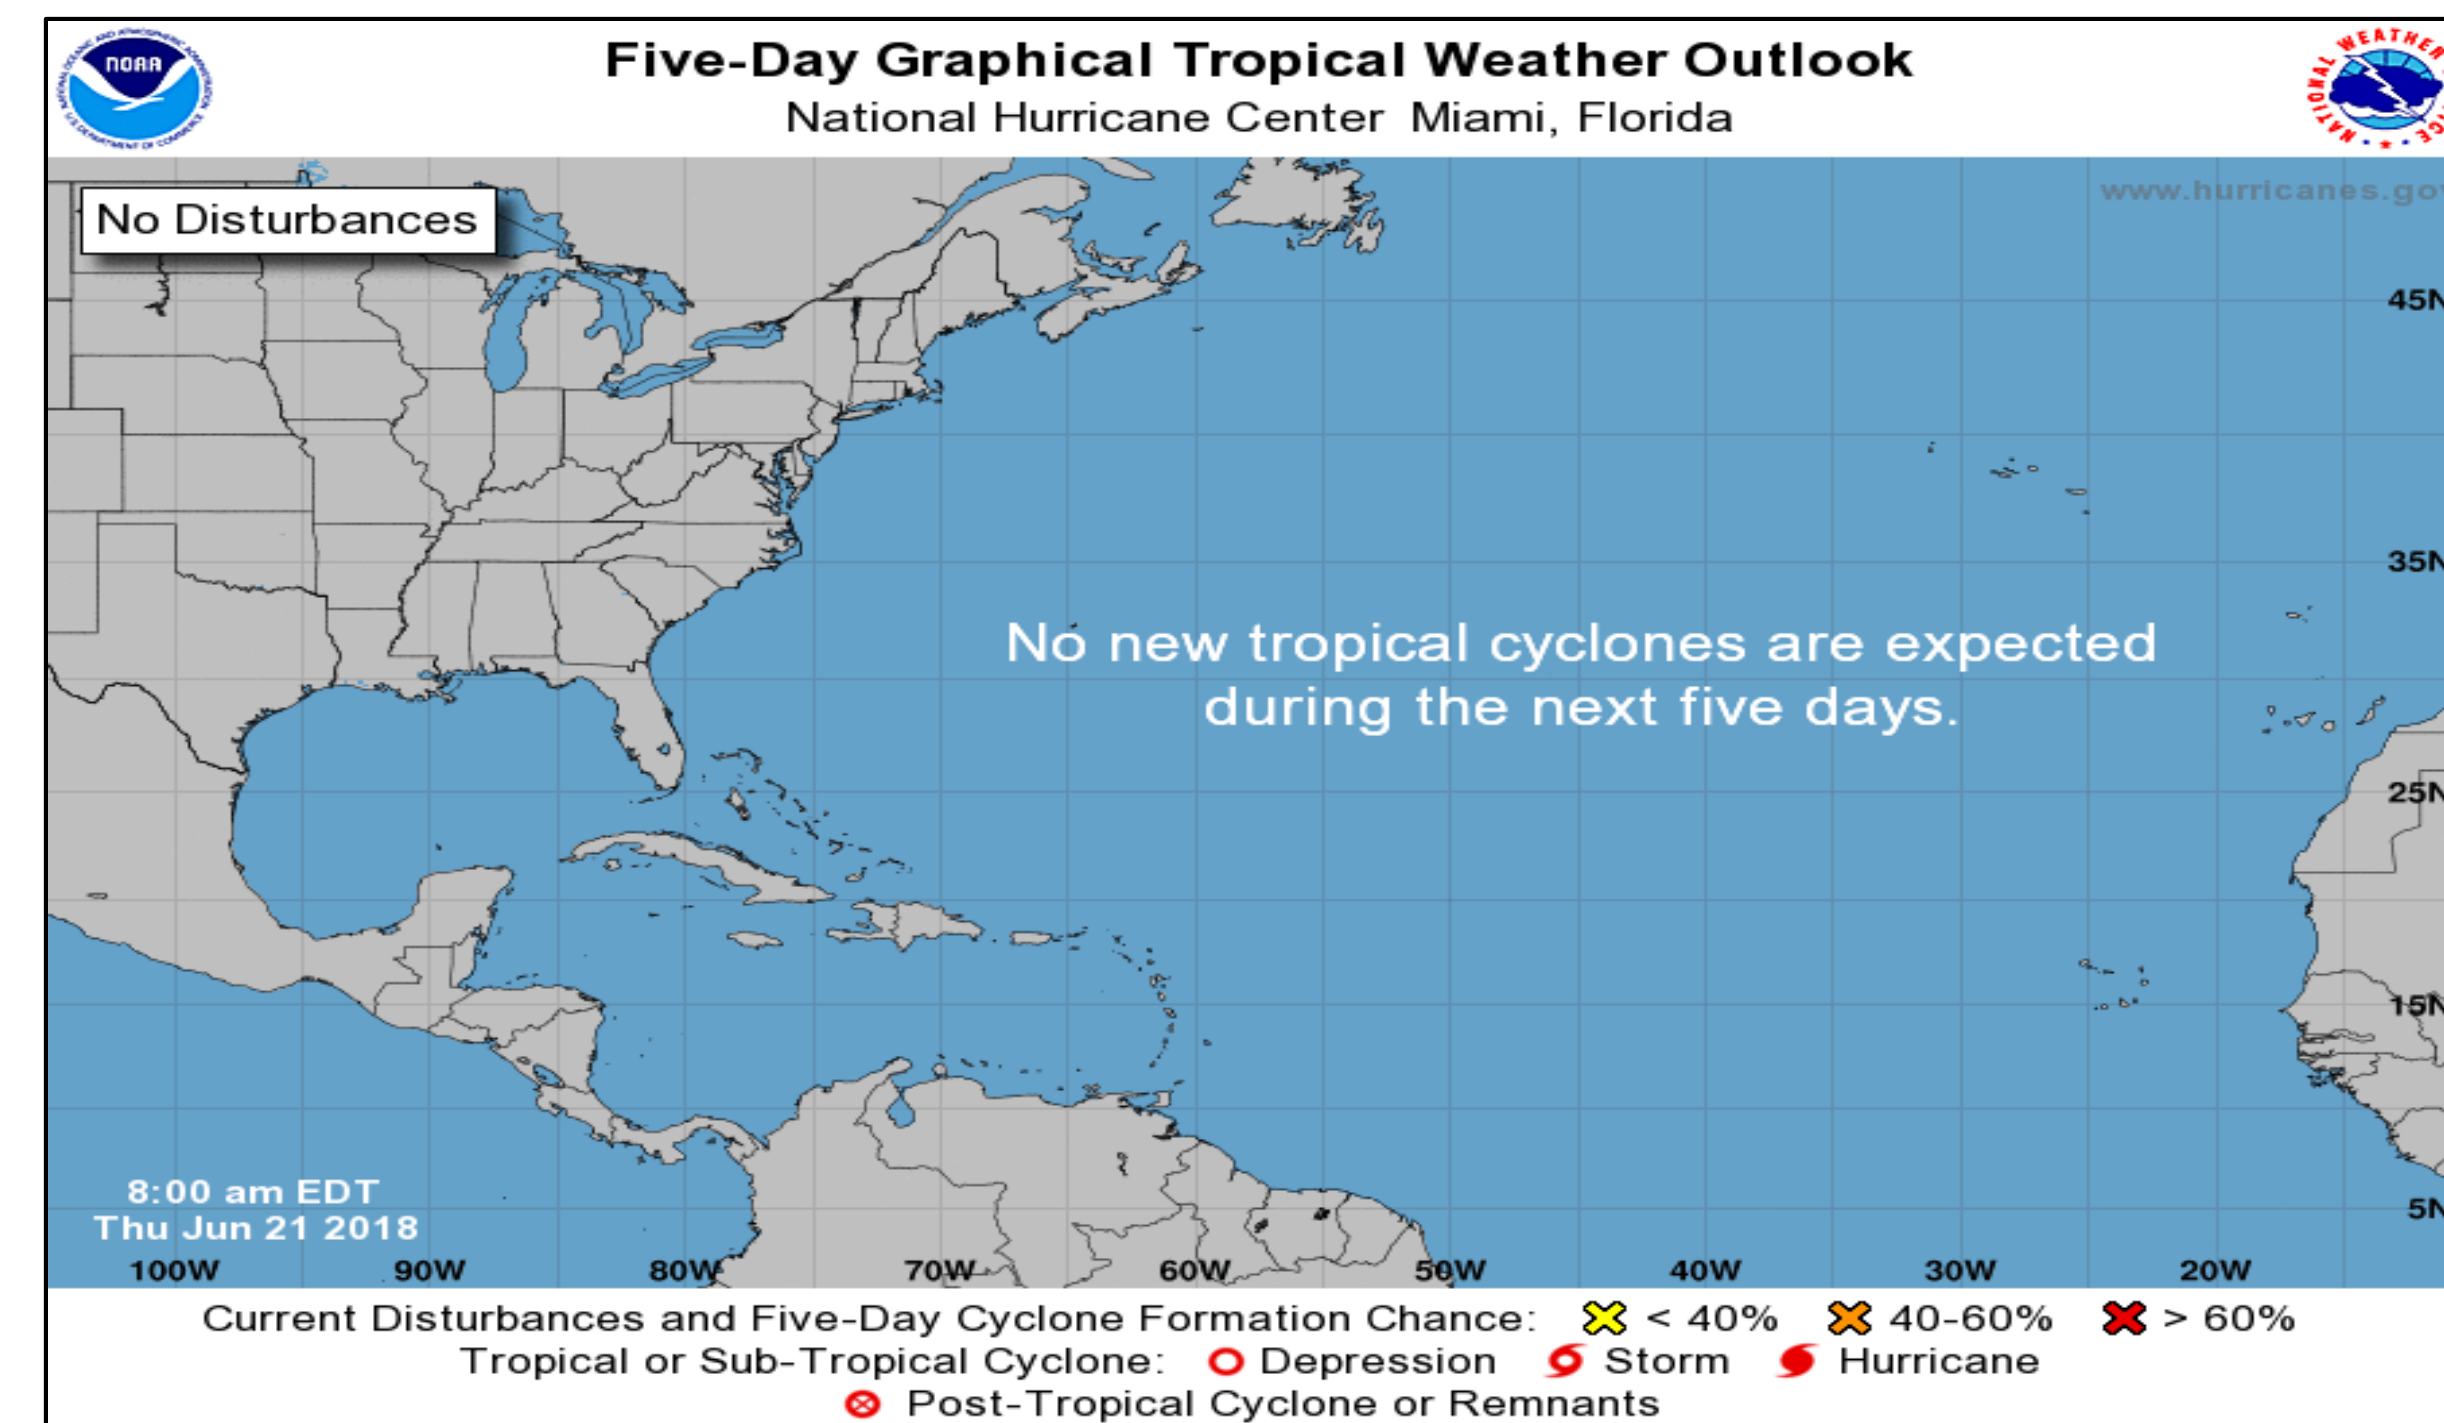 Five-Day Graphical Tropical Weather Outlook
National Hurricane Center Miami, Florida
NOAA
NATIONAL WEATHER
www.hurricanes.gov
No Disturbances
45N
35N
No new tropical cyclones are expected
during the next five days.
25N
15N
8:00 am EDT
Thu Jun 21 2018
5N
100W 90W 80W 70W 60W 50W 40W 30W 20W
Current Disturbances and Five-Day Cyclone Formation Chance: < 40% 40-60% > 60%
Tropical or Sub-Tropical Cyclone: Depression Storm Hurricane
Post-Tropical Cyclone or Remnants